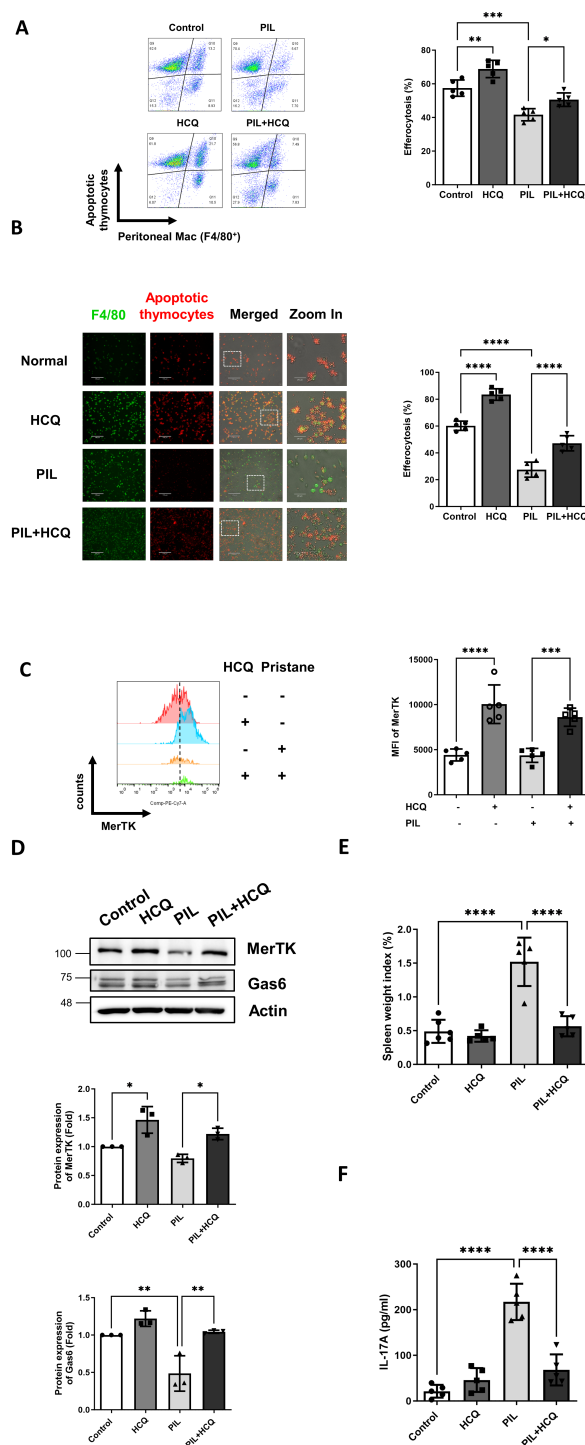 A
Control
PIL
HCQ
PIL+HCQ
Apoptotic
thymocytes
Peritoneal Mac (F4/80+)
Efferocytosis (%)
80
60
40
20
0
***
**
*
Control
HCQ
PIL
PIL+HCQ
B
F4/80
Apoptotic
thymocytes
Merged
Zoom In
Normal
HCQ
PIL
PIL+HCQ
Efferocytosis (%)
100
80
60
40
20
0
****
****
****
Control
HCQ
PIL
PIL+HCQ
C
HCQ Pristane
- -
+ -
- +
+ +
counts
Comp-PE-Cy7-A
MerTK
MFI of MerTK
15000
10000
5000
0
****
***
HCQ - + - +
PIL - - + +
D
Control
HCQ
PIL
PIL+HCQ
100
75
48
MerTK
Gas6
Actin
Protein expression
of MerTK (Fold)
2.0
1.5
1.0
0.5
0.0
*
*
Control
HCQ
PIL
PIL+HCQ
Protein expression
of Gas6 (Fold)
1.5
1.0
0.5
0.0
**
**
Control
HCQ
PIL
PIL+HCQ
E
Spleen weight index (%)
2.0
1.5
1.0
0.5
0.0
****
****
Control
HCQ
PIL
PIL+HCQ
F
IL-17A (pg/ml)
300
200
100
50
0
****
****
Control
HCQ
PIL
PIL+HCQ